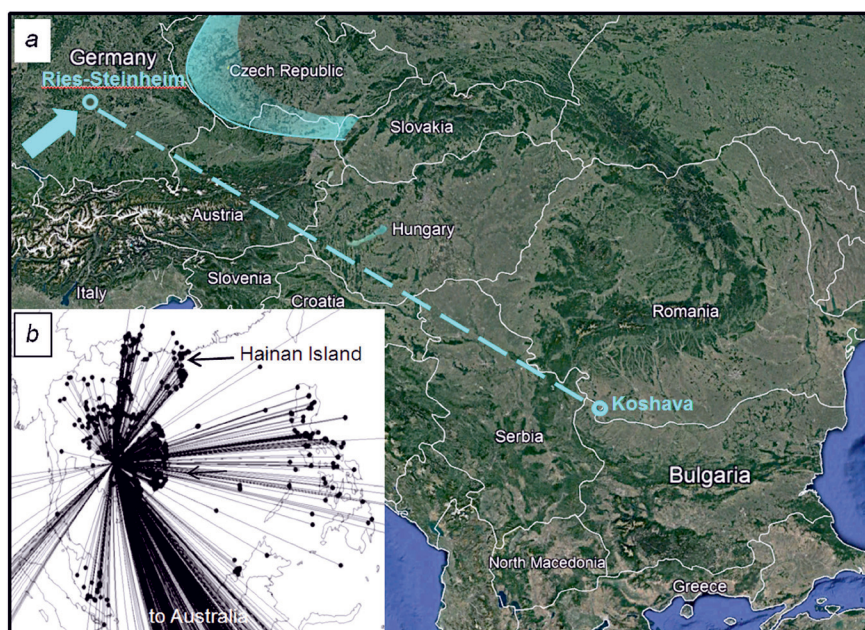 a
Germany
Ries-Steinheim
Czech Republic
Slovakia
Austria
Hungary
Slovenia
Italy
Croatia
Romania
Koshava
Serbia
Bulgaria
North Macedonia
Greece
b
Hainan Island
to Australia